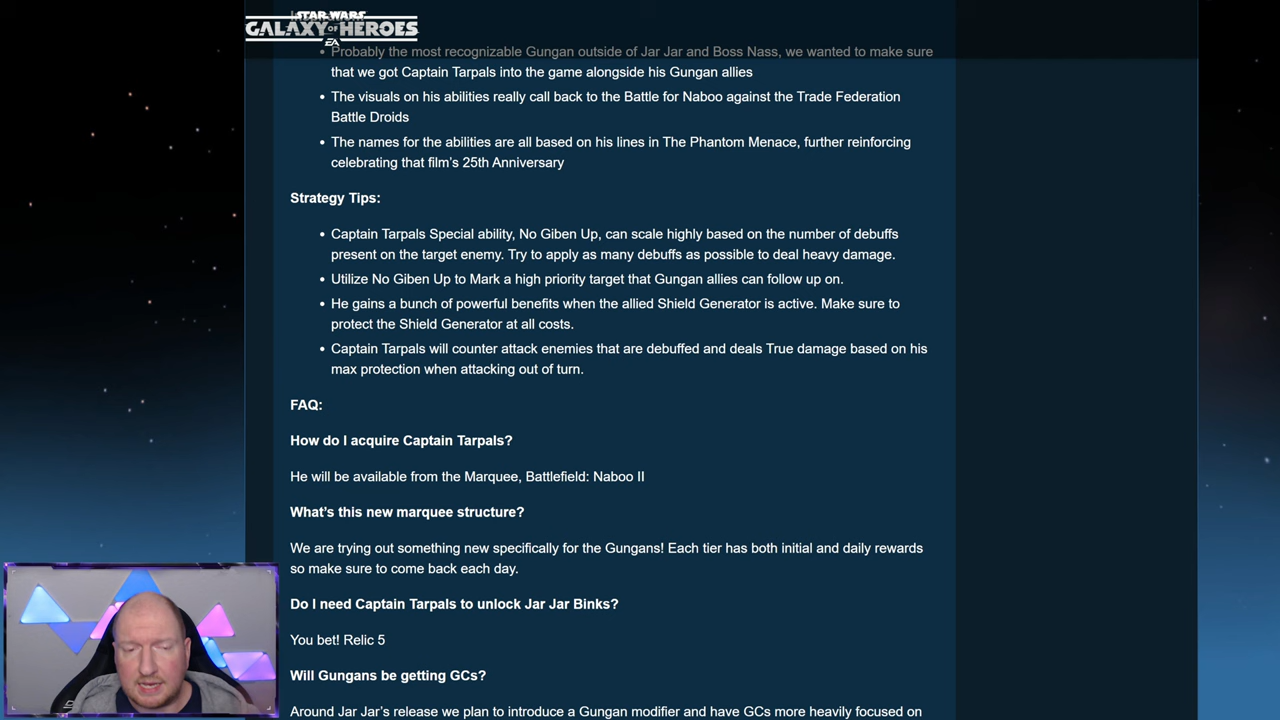 STAR WARS
GALAXY OF HEROES
EA
Probably the most recognizable Gungan outside of Jar Jar and Boss Nass, we wanted to make sure
that we got Captain Tarpals into the game alongside his Gungan allies
The visuals on his abilities really call back to the Battle for Naboo against the Trade Federation
Battle Droids
The names for the abilities are all based on his lines in The Phantom Menace, further reinforcing
celebrating that film's 25th Anniversary
Strategy Tips:
Captain Tarpals Special ability, No Giben Up, can scale highly based on the number of debuffs
present on the target enemy. Try to apply as many debuffs as possible to deal heavy damage.
Utilize No Giben Up to Mark a high priority target that Gungan allies can follow up on.
He gains a bunch of powerful benefits when the allied Shield Generator is active. Make sure to
protect the Shield Generator at all costs.
Captain Tarpals will counter attack enemies that are debuffed and deals True damage based on his
max protection when attacking out of turn.
FAQ:
How do I acquire Captain Tarpals?
He will be available from the Marquee, Battlefield: Naboo II
What's this new marquee structure?
We are trying out something new specifically for the Gungans! Each tier has both initial and daily rewards
so make sure to come back each day.
Do I need Captain Tarpals to unlock Jar Jar Binks?
You bet! Relic 5
Will Gungans be getting GCs?
Around Jar Jar's release we plan to introduce a Gungan modifier and have GCs more heavily focused on